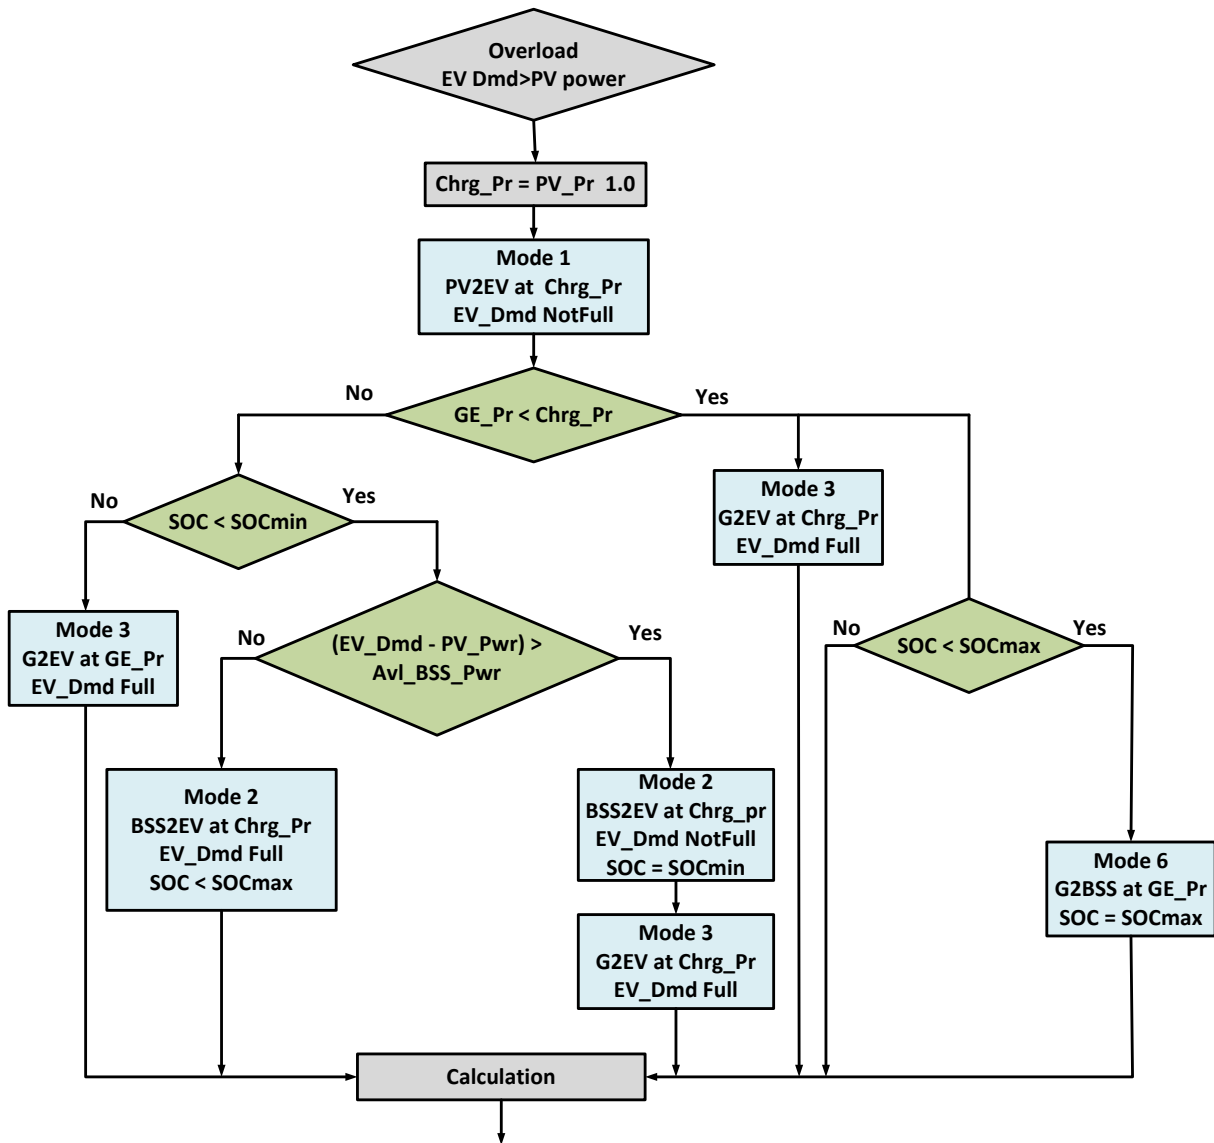 Overload
EV Dmd>PV power
Chrg_Pr = PV_Pr 1.0
Mode 1
PV2EV at Chrg_Pr
EV_Dmd NotFull
No
GE_Pr < Chrg_Pr
Yes
No
SOC < SOCmin
Yes
Mode 3
G2EV at Chrg_Pr
EV_Dmd Full
Mode 3
G2EV at GE_Pr
EV_Dmd Full
No
(EV_Dmd - PV_Pwr) >
Avl_BSS_Pwr
Yes
No
SOC < SOCmax
Yes
Mode 2
BSS2EV at Chrg_Pr
EV_Dmd Full
SOC < SOCmax
Mode 2
BSS2EV at Chrg_pr
EV_Dmd NotFull
SOC = SOCmin
Mode 6
G2BSS at GE_Pr
SOC = SOCmax
Mode 3
G2EV at Chrg_Pr
EV_Dmd Full
Calculation